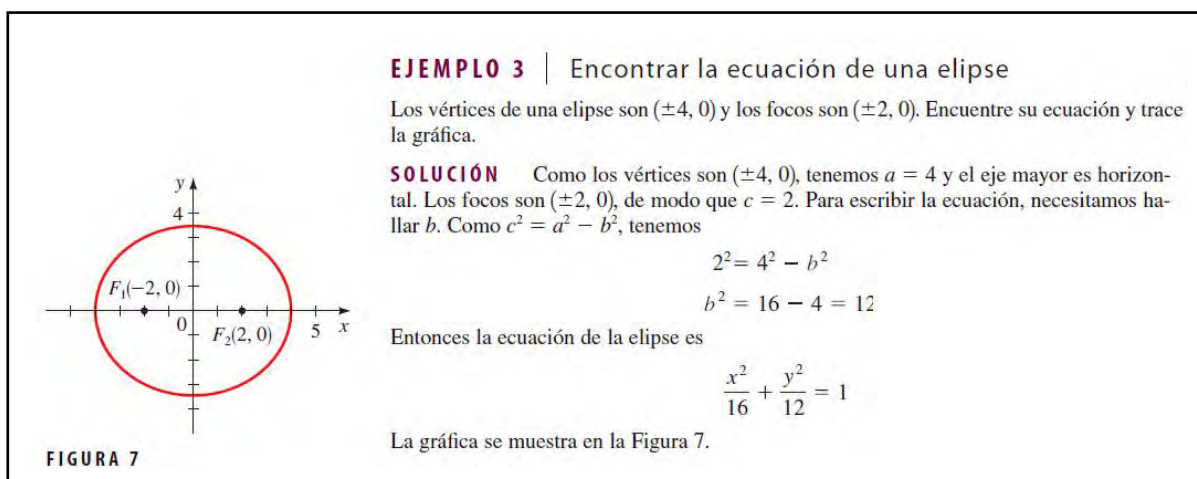 EJEMPLO 3 | Encontrar la ecuación de una elipse
Los vértices de una elipse son (±4, 0) y los focos son (±2, 0). Encuentre su ecuación y trace
la gráfica.
SOLUCIÓN Como los vértices son (±4, 0), tenemos a = 4 y el eje mayor es horizon-
tal. Los focos son (±2, 0), de modo que c = 2. Para escribir la ecuación, necesitamos ha-
llar b. Como c² = a² − b², tenemos
2² = 4² − b²
b² = 16 − 4 = 12
Entonces la ecuación de la elipse es
x²/16 + y²/12 = 1
La gráfica se muestra en la Figura 7.
y
4
F₁(−2, 0)
0
F₂(2, 0)
5 x
FIGURA 7